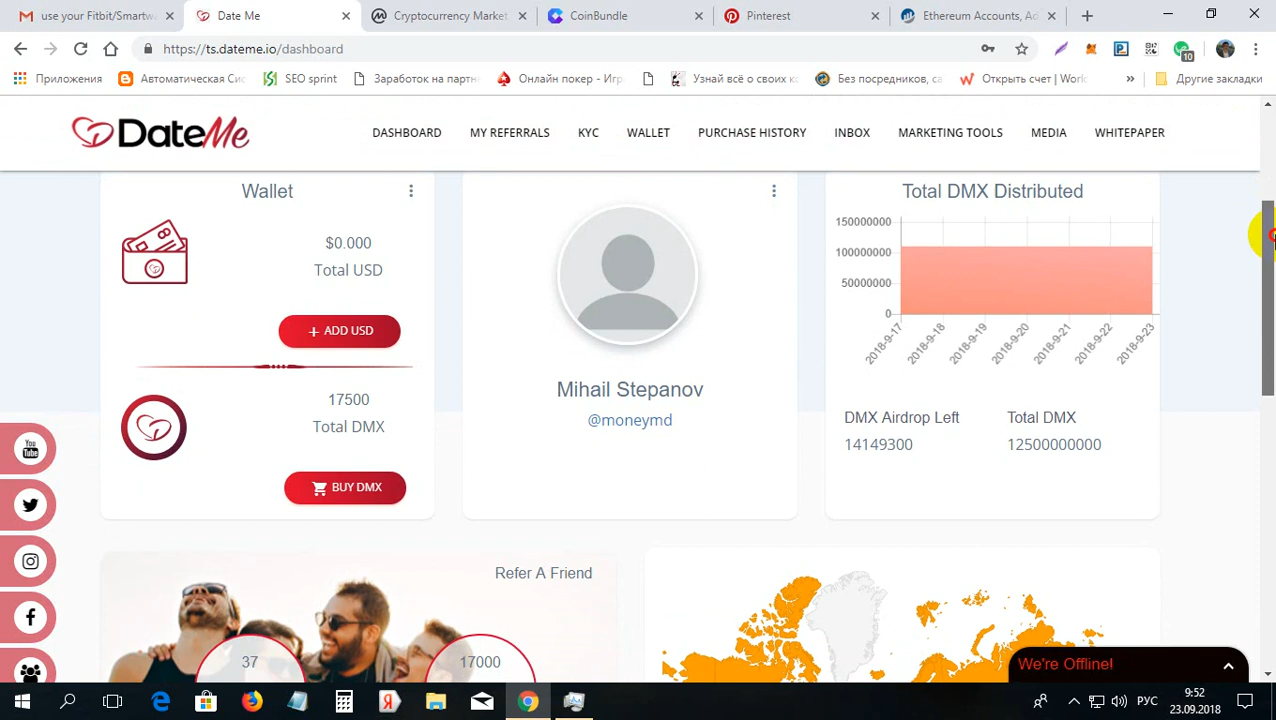 use your Fitbit/Smartwa
Date Me
Cryptocurrency Market
CoinBundle
Pinterest
Ethereum Accounts, Ad
https://ts.dateme.io/dashboard
10
Приложения
Автоматическая Сис
SEO sprint
Заработок на партн
Онлайн покер - Игр
Узнай всё о своих к
Без посредников, са
Открыть счет | Worl
Другие закладки
DateMe
DASHBOARD
MY REFERRALS
KYC
WALLET
PURCHASE HISTORY
INBOX
MARKETING TOOLS
MEDIA
WHITEPAPER
Wallet
$0.000
Total USD
+ ADD USD
17500
Total DMX
BUY DMX
Mihail Stepanov
@moneymd
Total DMX Distributed
150000000
100000000
50000000
0
2018-9-17
2018-9-18
2018-9-19
2018-9-20
2018-9-21
2018-9-22
2018-9-23
DMX Airdrop Left
Total DMX
14149300
12500000000
You Tube
Refer A Friend
37
17000
We're Offline!
РУС
9:52
23.09.2018